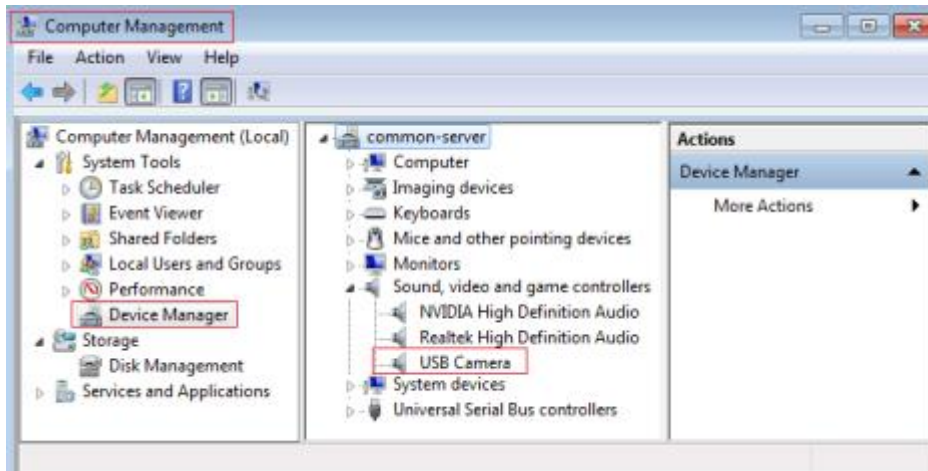 Computer Management
File Action View Help
Computer Management (Local)
System Tools
Task Scheduler
Event Viewer
Shared Folders
Local Users and Groups
Performance
Device Manager
Storage
Disk Management
Services and Applications
common-server
Computer
Imaging devices
Keyboards
Mice and other pointing devices
Monitors
Sound, video and game controllers
NVIDIA High Definition Audio
Realtek High Definition Audio
USB Camera
System devices
Universal Serial Bus controllers
Actions
Device Manager
More Actions